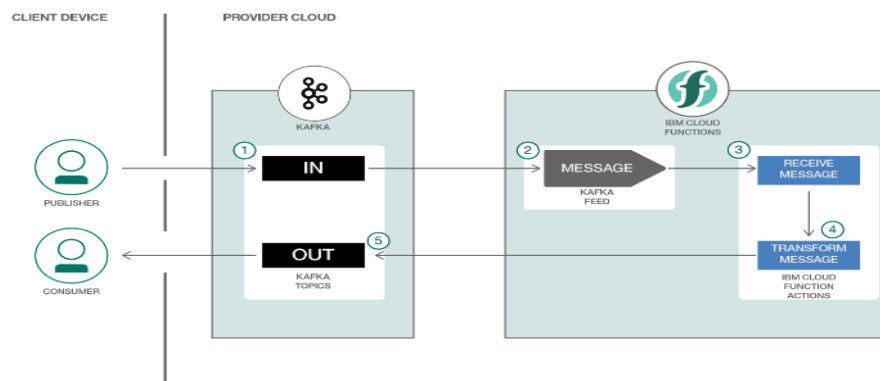 CLIENT DEVICE
PROVIDER CLOUD
KAFKA
IBM CLOUD
FUNCTIONS
1
IN
2
MESSAGE
KAFKA
FEED
3
RECEIVE
MESSAGE
PUBLISHER
4
5
OUT
KAFKA
TOPICS
TRANSFORM
MESSAGE
IBM CLOUD
FUNCTION
ACTIONS
CONSUMER